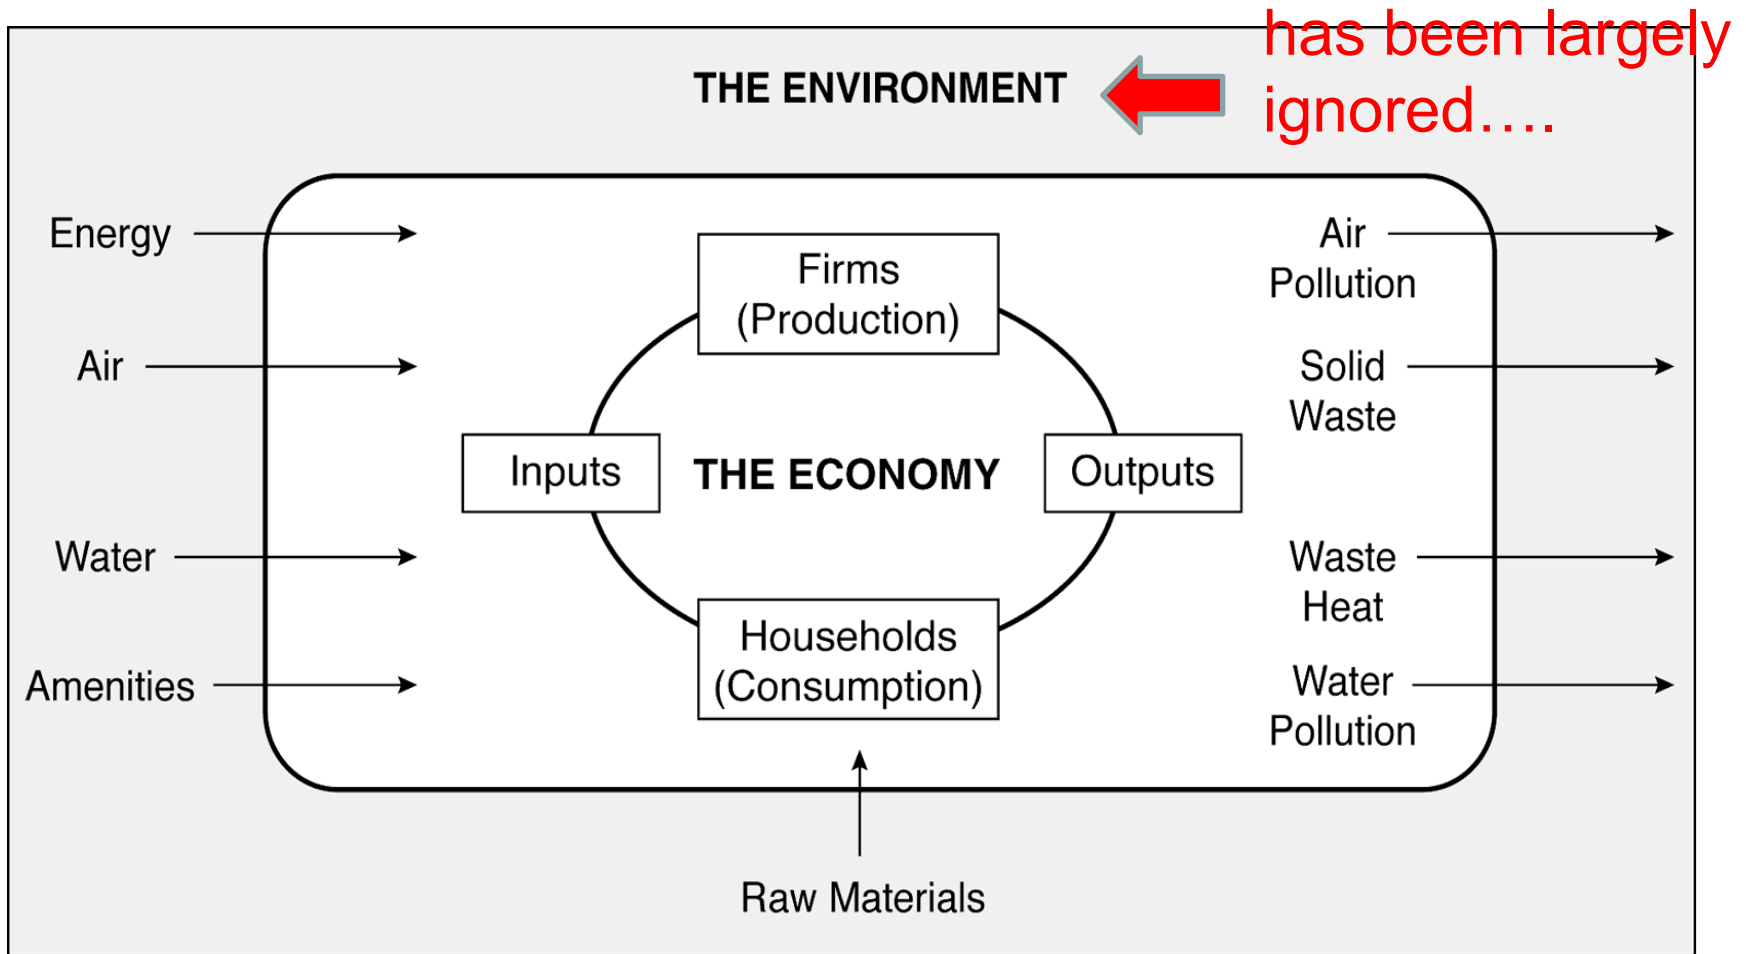 has been largely
THE ENVIRONMENT
ignored....
Energy
Air
Water
Amenities
Firms
(Production)
Inputs
THE ECONOMY
Outputs
Households
(Consumption)
Air
Pollution
Solid
Waste
Waste
Heat
Water
Pollution
Raw Materials